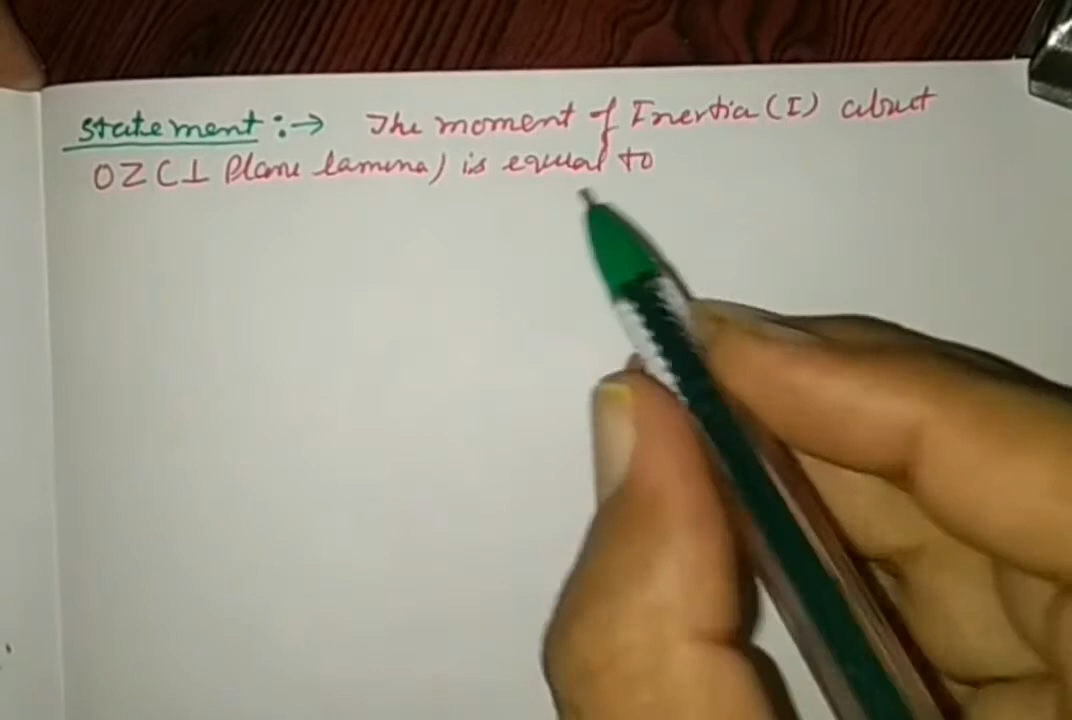 Statement :→ The moment of Inertia (I) about
OZ (⊥ Plane lamina) is equal to